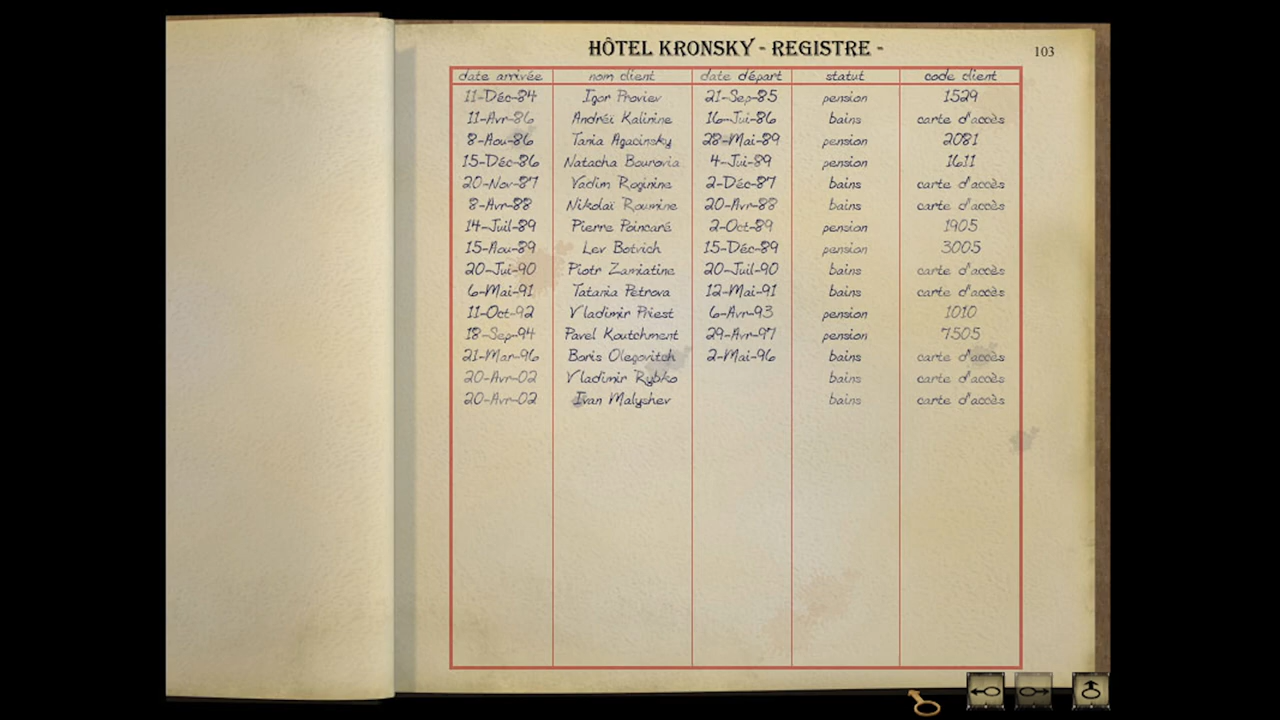 HÔTEL KRONSKY - REGISTRE -
103
date arrivée nom client date départ statut code client
11-Déc-84 Igor Proviev 21-Sep-85 pension 1529
11-Avr-86 Andréï Kalinine 16-Jui-86 bains carte d'accès
8-Aou-86 Tania Agacinsky 28-Mai-89 pension 2081
15-Déc-86 Natacha Bourovia 4-Jui-89 pension 1611
20-Nov-87 Vadim Roginine 2-Déc-87 bains carte d'accès
8-Avr-88 Nikolaï Roumine 20-Avr-88 bains carte d'accès
14-Juil-89 Pierre Poincaré 2-Oct-89 pension 1905
15-Aou-89 Lev Botvich 15-Déc-89 pension 3005
20-Jui-90 Piotr Zamiatine 20-Juil-90 bains carte d'accès
6-Mai-91 Tatania Petrova 12-Mai-91 bains carte d'accès
11-Oct-92 Vladimir Priest 6-Avr-93 pension 1010
18-Sep-94 Pavel Koutchment 29-Avr-97 pension 7505
21-Mar-96 Boris Olegovitch 2-Mai-96 bains carte d'accès
20-Avr-02 Vladimir Rybko bains carte d'accès
20-Avr-02 Ivan Malyshev bains carte d'accès